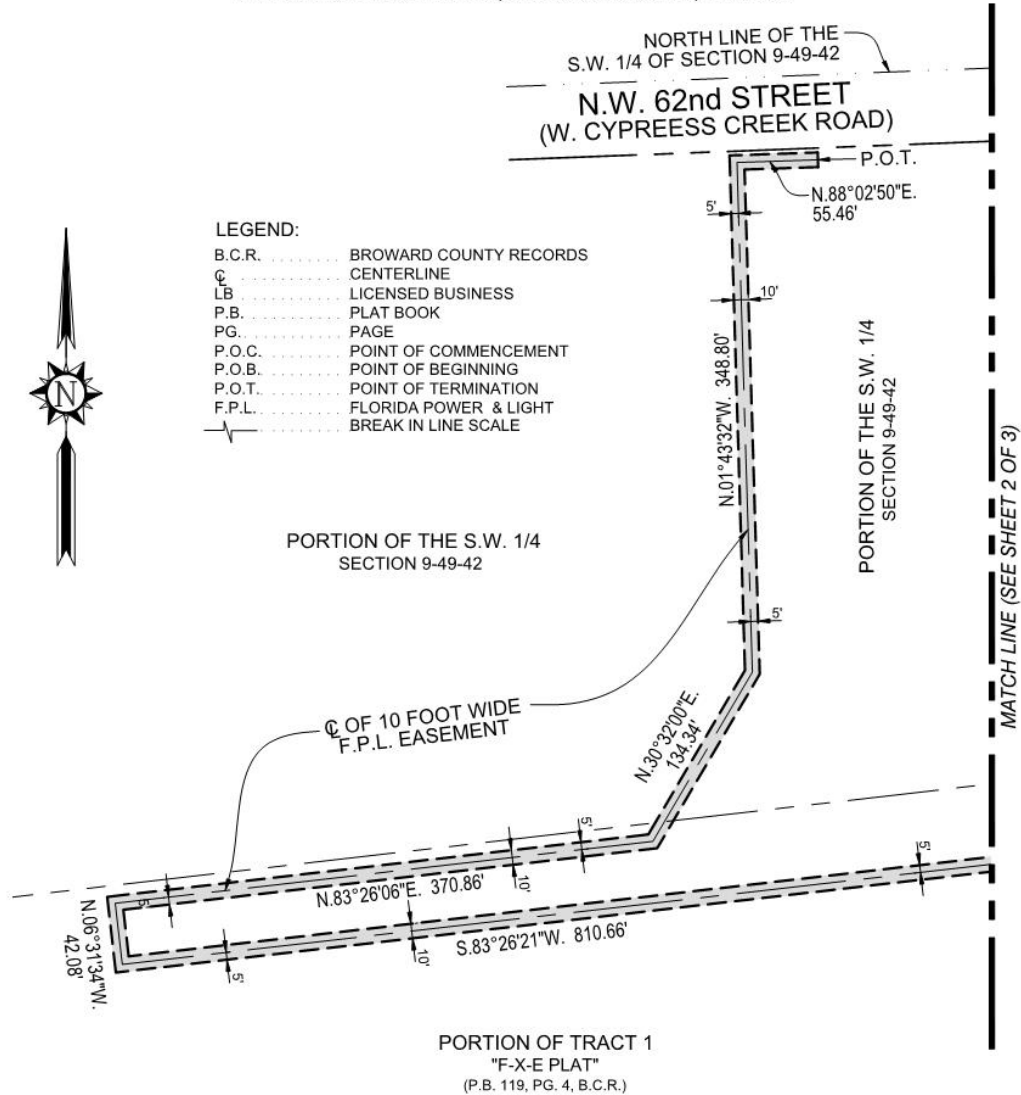 NORTH LINE OF THE
S.W. 1/4 OF SECTION 9-49-42
N.W. 62nd STREET
(W. CYPREESS CREEK ROAD)
P.O.T.
N.88°02'50"E.
55.46'
5'
10'
N.01°43'32"W. 348.80'
LEGEND:
B.C.R. . . . . . . . . . BROWARD COUNTY RECORDS
℄ . . . . . . . . . . CENTERLINE
LB . . . . . . . . . . LICENSED BUSINESS
P.B. . . . . . . . . . PLAT BOOK
PG. . . . . . . . . . PAGE
P.O.C. . . . . . . . . . POINT OF COMMENCEMENT
P.O.B. . . . . . . . . . POINT OF BEGINNING
P.O.T. . . . . . . . . . POINT OF TERMINATION
F.P.L. . . . . . . . . . FLORIDA POWER & LIGHT
. . . . . . . . . . BREAK IN LINE SCALE
N
PORTION OF THE S.W. 1/4
SECTION 9-49-42
PORTION OF THE S.W. 1/4
SECTION 9-49-42
MATCH LINE (SEE SHEET 2 OF 3)
5'
℄ OF 10 FOOT WIDE
F.P.L. EASEMENT
N.30°32'00"E.
134.34'
5'
5'
10'
N.83°26'06"E. 370.86'
5'
N.06°31'34"W.
42.08'
5'
10'
S.83°26'21"W. 810.66'
5'
PORTION OF TRACT 1
"F-X-E PLAT"
(P.B. 119, PG. 4, B.C.R.)